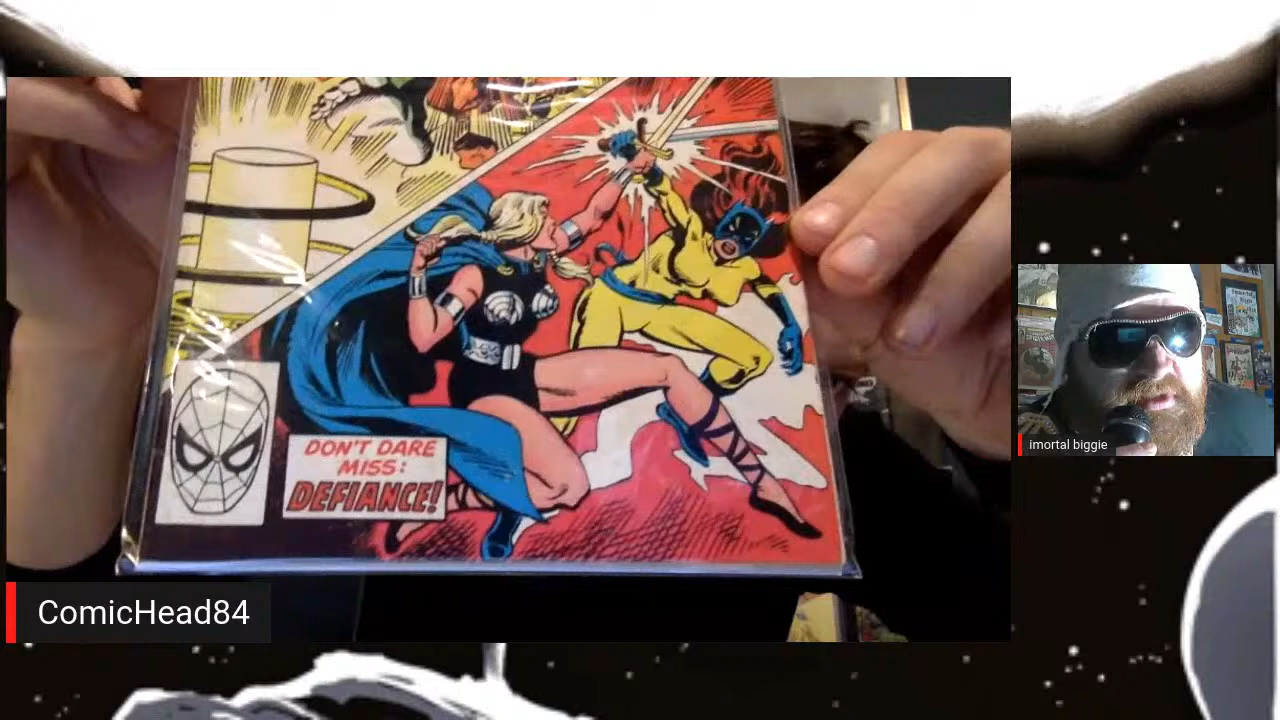 DON'T DARE
MISS:
DEFIANCE!
imortal biggie
ComicHead84